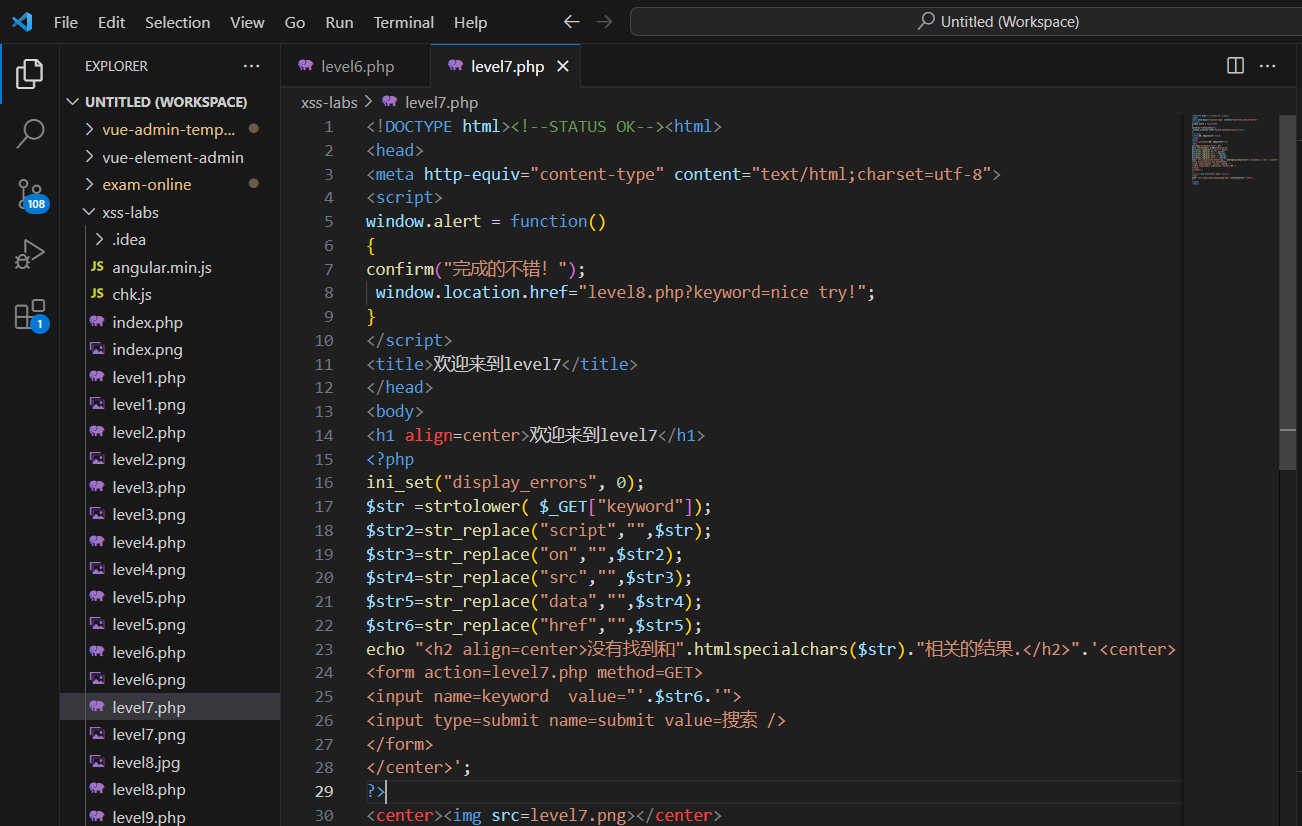 File Edit Selection View Go Run Terminal Help
Untitled (Workspace)
EXPLORER
UNTITLED (WORKSPACE)
vue-admin-temp...
vue-element-admin
exam-online
xss-labs
.idea
JS angular.min.js
JS chk.js
index.php
index.png
level1.php
level1.png
level2.php
level2.png
level3.php
level3.png
level4.php
level4.png
level5.php
level5.png
level6.php
level6.png
level7.php
level7.png
level8.jpg
level8.php
level9.php
108
1
level6.php
level7.php
xss-labs > level7.php
1 <!DOCTYPE html><!--STATUS OK--><html>
2 <head>
3 <meta http-equiv="content-type" content="text/html;charset=utf-8">
4 <script>
5 window.alert = function()
6 {
7 confirm("完成的不错！");
8 window.location.href="level8.php?keyword=nice try!";
9 }
10 </script>
11 <title>欢迎来到level7</title>
12 </head>
13 <body>
14 <h1 align=center>欢迎来到level7</h1>
15 <?php
16 ini_set("display_errors", 0);
17 $str =strtolower( $_GET["keyword"]);
18 $str2=str_replace("script","",$str);
19 $str3=str_replace("on","",$str2);
20 $str4=str_replace("src","",$str3);
21 $str5=str_replace("data","",$str4);
22 $str6=str_replace("href","",$str5);
23 echo "<h2 align=center>没有找到和".htmlspecialchars($str)."相关的结果.</h2>".'<center>
24 <form action=level7.php method=GET>
25 <input name=keyword  value="'.$str6.'">
26 <input type=submit name=submit value=搜索 />
27 </form>
28 </center>';
29 ?>
30 <center><img src=level7.png></center>